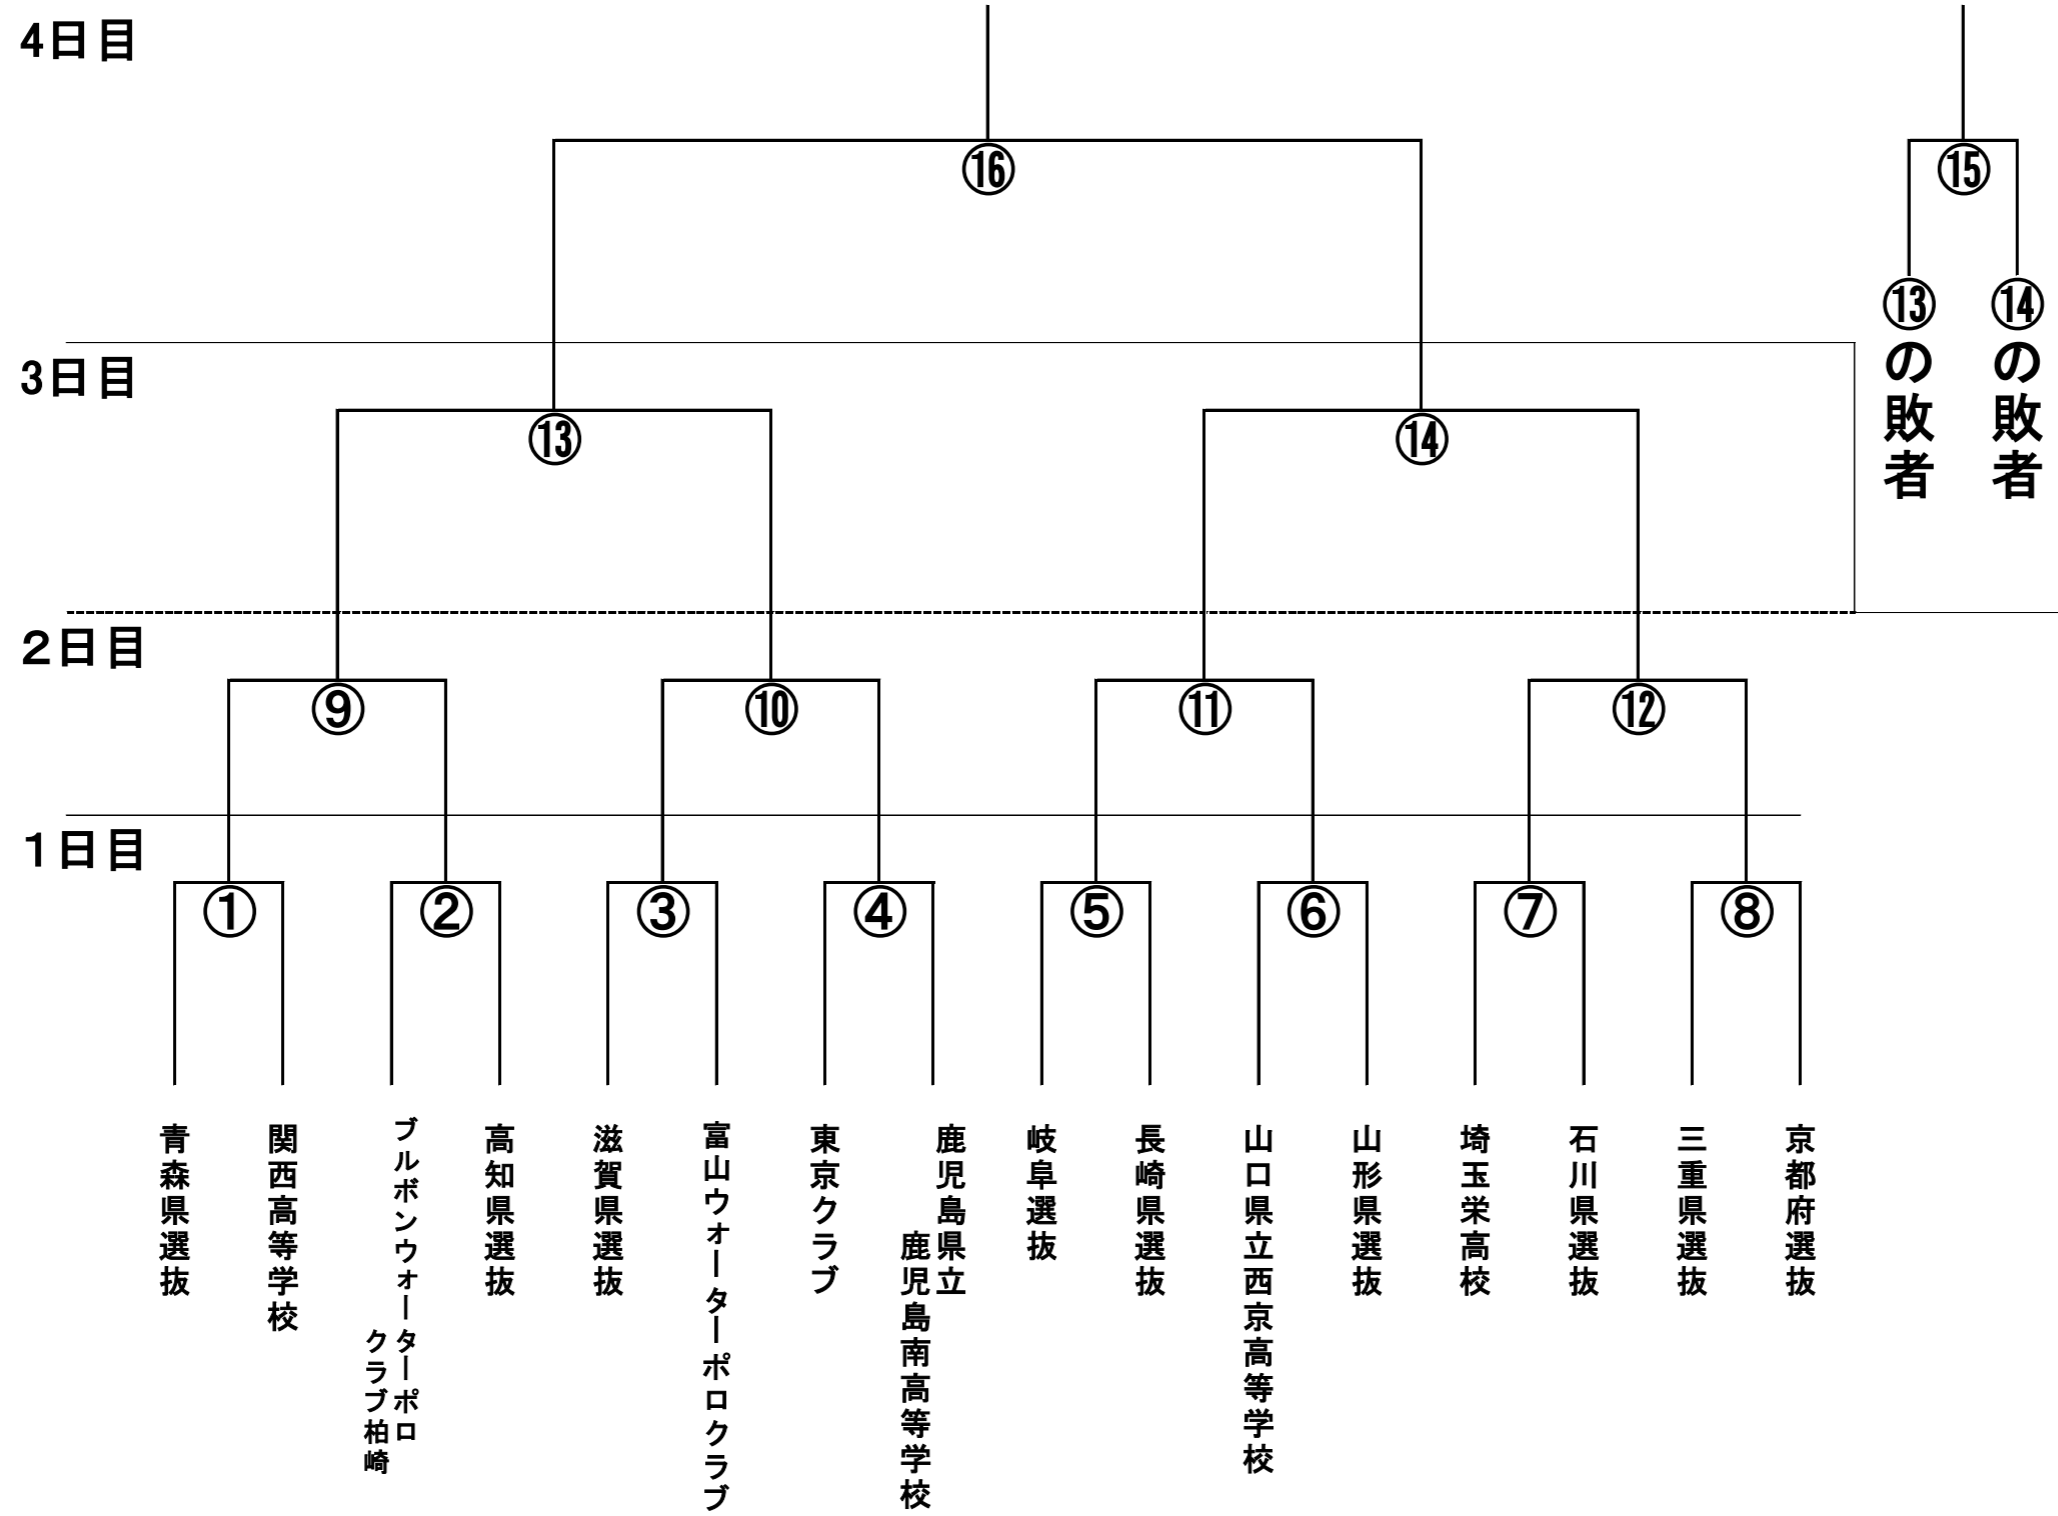 4日目
⑯
⑮
⑬の敗者
⑭の敗者
3日目
⑬
⑭
２日目
⑨
⑩
⑪
⑫
１日目
①
②
③
④
⑤
⑥
⑦
⑧
青森県選抜
関西高等学校
ブルボンウォーターポロ
クラブ柏崎
高知県選抜
滋賀県選抜
富山ウォーターポロクラブ
東京クラブ
鹿児島県立
鹿児島南高等学校
岐阜選抜
長崎県選抜
山口県立西京高等学校
山形県選抜
埼玉栄高校
石川県選抜
三重県選抜
京都府選抜